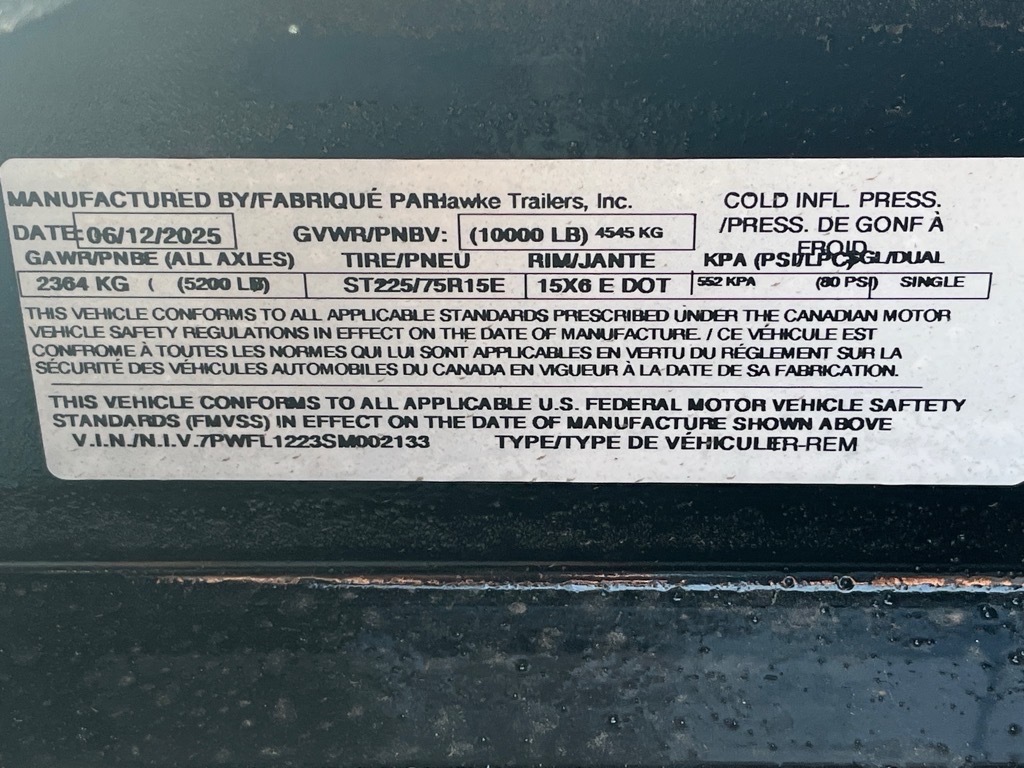 MANUFACTURED BY/FABRIQUÉ PAR Hawke Trailers, Inc.
COLD INFL. PRESS.
/PRESS. DE GONF À
FROID
DATE: 06/12/2025 GVWR/PNBV: (10000 LB) 4545 KG
GAWR/PNBE (ALL AXLES) TIRE/PNEU RIM/JANTE KPA (PSI/LPC) SGL/DUAL
2364 KG ( (5200 LB) ST225/75R15E 15X6 E DOT 552 KPA (80 PSI) SINGLE
THIS VEHICLE CONFORMS TO ALL APPLICABLE STANDARDS PRESCRIBED UNDER THE CANADIAN MOTOR
VEHICLE SAFETY REGULATIONS IN EFFECT ON THE DATE OF MANUFACTURE. / CE VÉHICULE EST
CONFROME À TOUTES LES NORMES QUI LUI SONT APPLICABLES EN VERTU DU RÉGLEMENT SUR LA
SÉCURITÉ DES VÉHICULES AUTOMOBILES DU CANADA EN VIGUEUR À LA DATE DE SA FABRICATION.
THIS VEHICLE CONFORMS TO ALL APPLICABLE U.S. FEDERAL MOTOR VEHICLE SAFTETY
STANDARDS (FMVSS) IN EFFECT ON THE DATE OF MANUFACTURE SHOWN ABOVE
V.I.N./N.I.V. 7PWFL1223SM002133 TYPE/TYPE DE VÉHICULE ER-REM